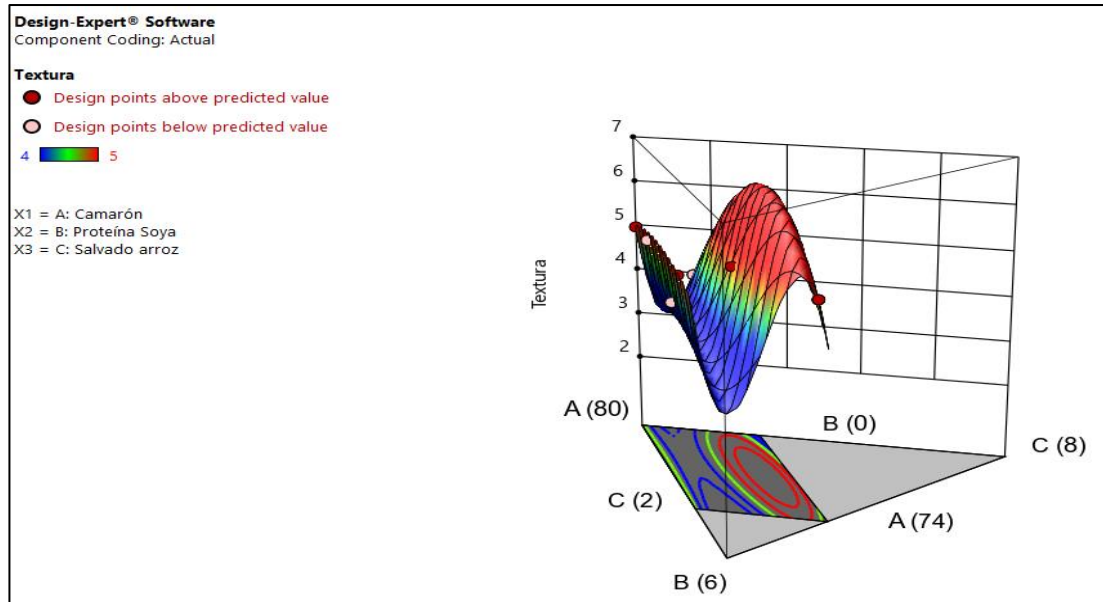 Design-Expert® Software
Component Coding: Actual
Textura
Design points above predicted value
Design points below predicted value
4 5
X1 = A: Camarón
X2 = B: Proteína Soya
X3 = C: Salvado arroz
7
6
5
4
3
2
Textura
A (80)
B (0)
C (8)
C (2)
A (74)
B (6)